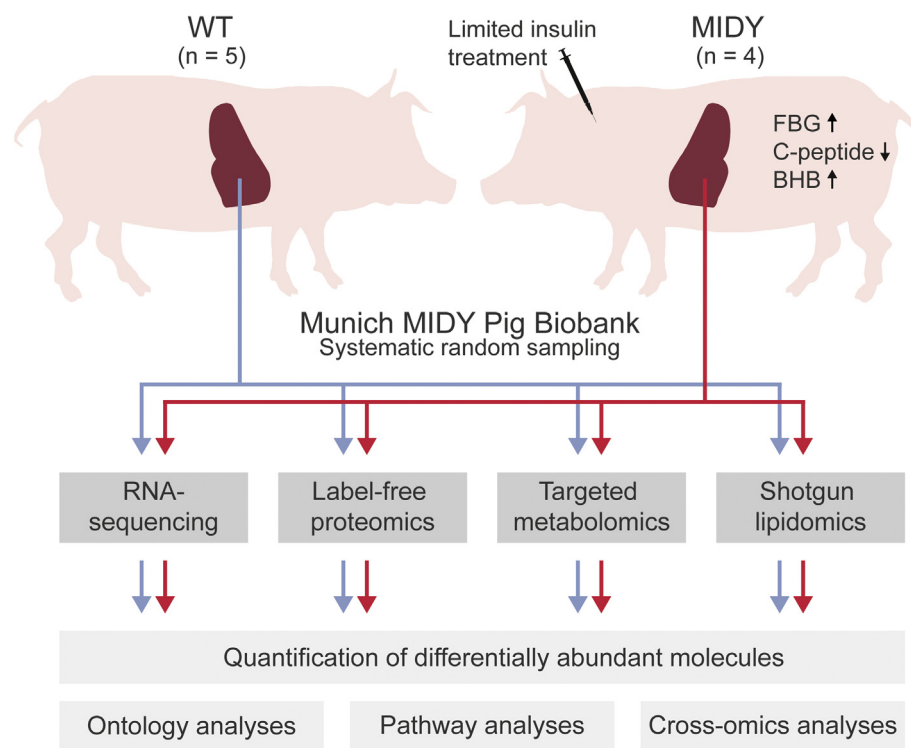 WT
(n = 5)
Limited insulin
treatment
MIDY
(n = 4)
FBG ↑
C-peptide ↓
BHB ↑
Munich MIDY Pig Biobank
Systematic random sampling
RNA-
sequencing
Label-free
proteomics
Targeted
metabolomics
Shotgun
lipidomics
Quantification of differentially abundant molecules
Ontology analyses
Pathway analyses
Cross-omics analyses